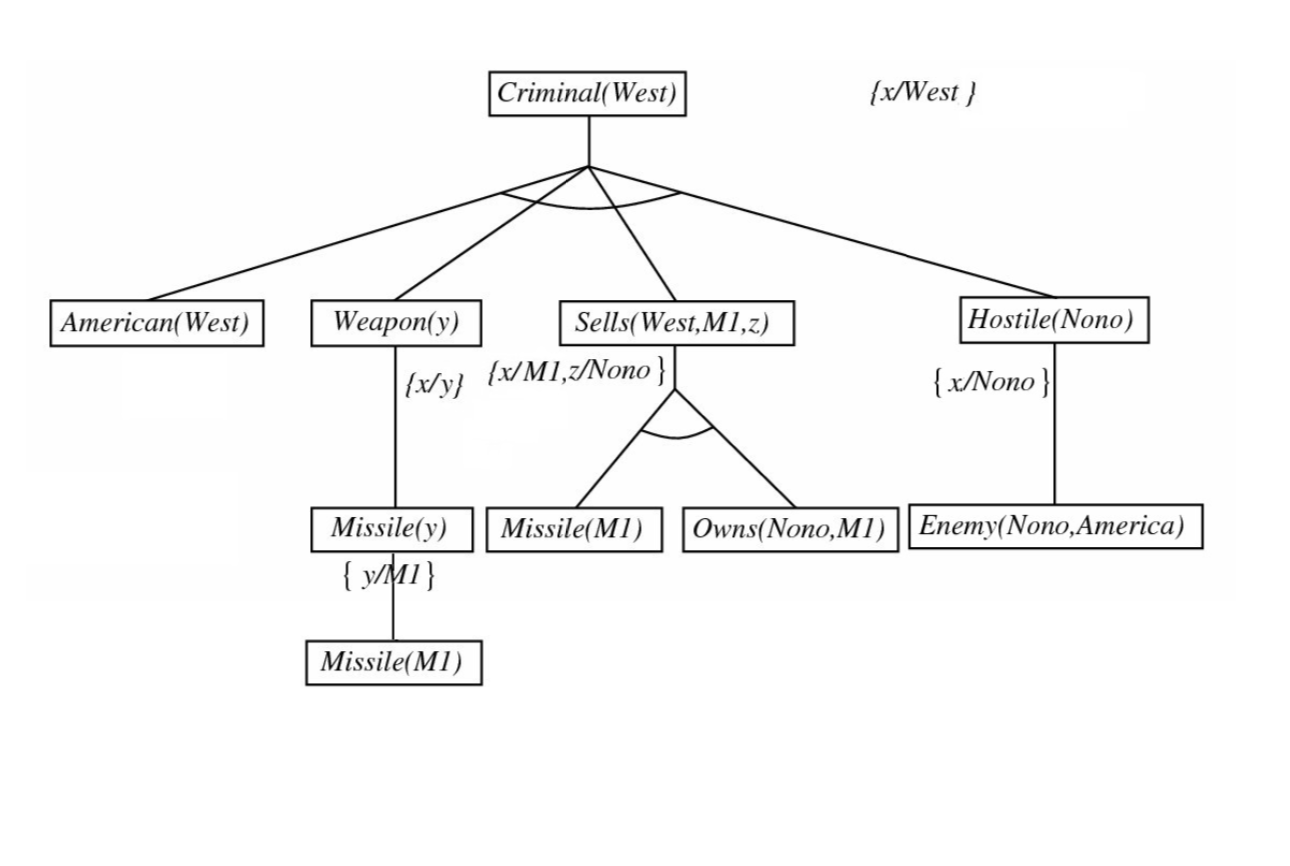 Criminal(West)
{x/West }
American(West)
Weapon(y)
Sells(West,M1,z)
Hostile(Nono)
{x/y}
{x/M1,z/Nono }
{ x/Nono }
Missile(y)
Missile(M1)
Owns(Nono,M1)
Enemy(Nono,America)
{ y/M1 }
Missile(M1)